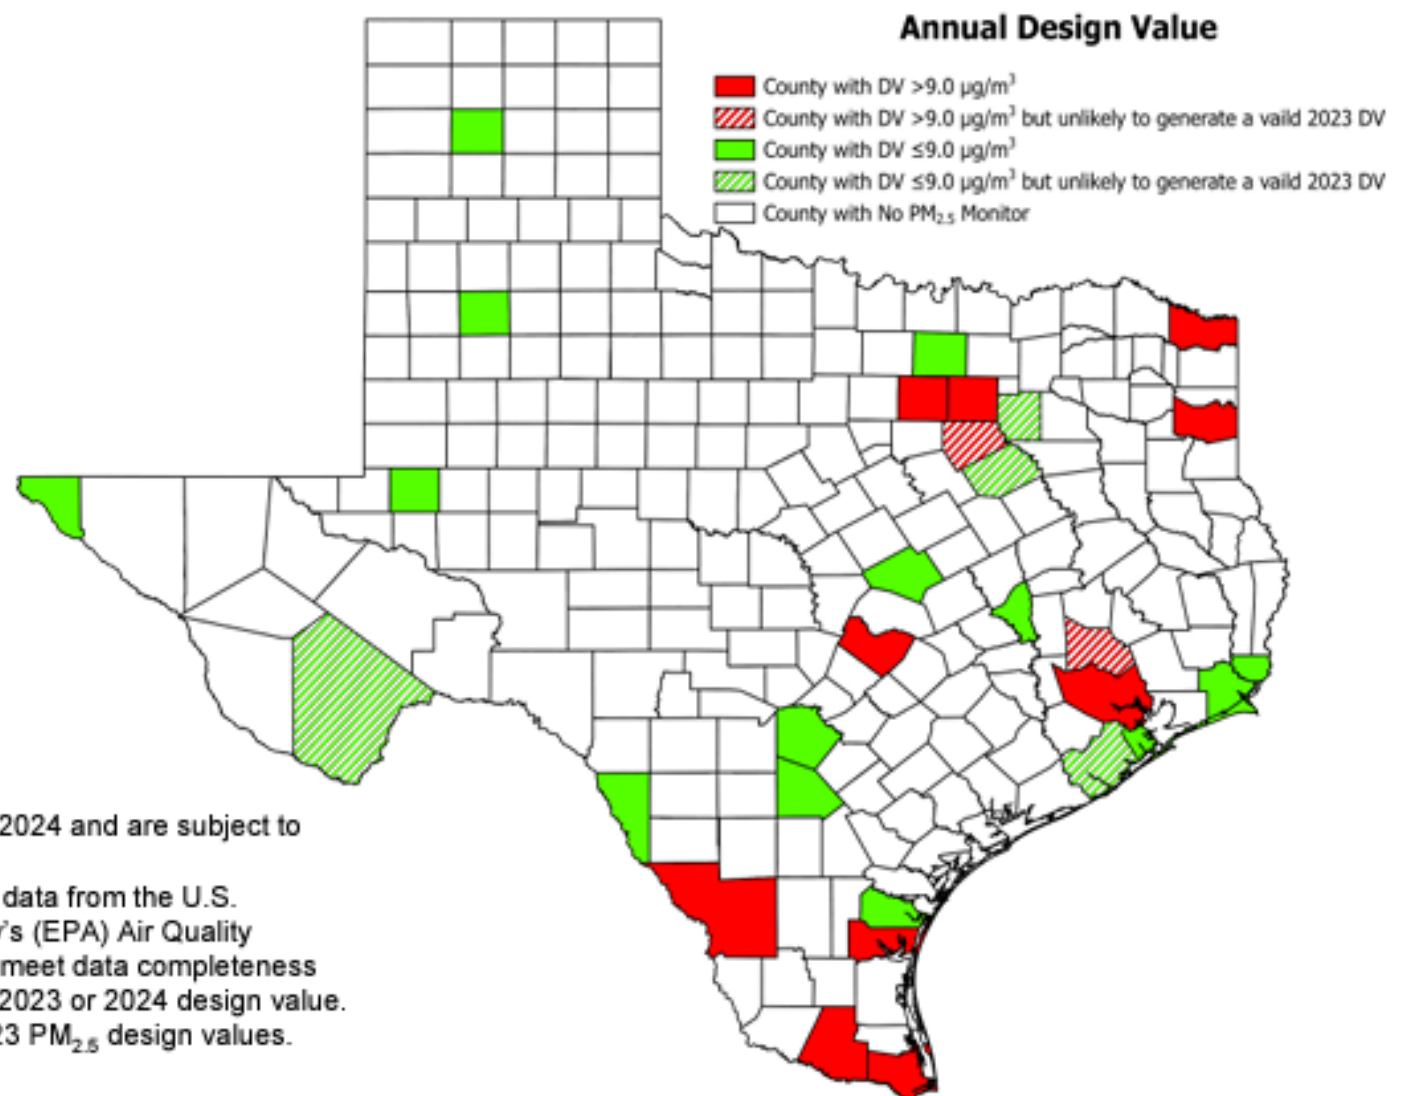 Annual Design Value
County with DV >9.0 µg/m³
County with DV >9.0 µg/m³ but unlikely to generate a vaild 2023 DV
County with DV ≤9.0 µg/m³
County with DV ≤9.0 µg/m³ but unlikely to generate a vaild 2023 DV
County with No PM₂.₅ Monitor
2024 and are subject to
data from the U.S.
r's (EPA) Air Quality
meet data completeness
2023 or 2024 design value.
23 PM₂.₅ design values.